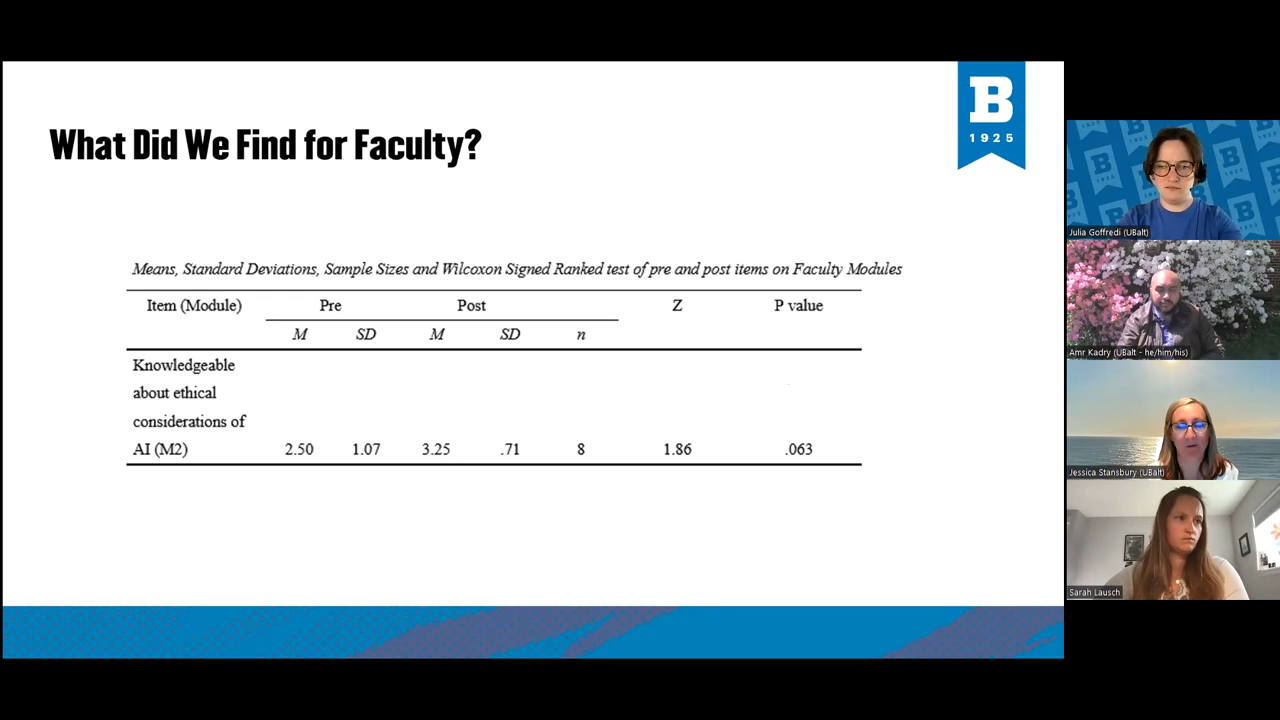 What Did We Find for Faculty?
B
1925
Means, Standard Deviations, Sample Sizes and Wilcoxon Signed Ranked test of pre and post items on Faculty Modules
Item (Module) Pre Post Z P value
M SD M SD n
Knowledgeable
about ethical
considerations of
AI (M2) 2.50 1.07 3.25 .71 8 1.86 .063
Julia Goffredi (UBalt)
Amr Kadry (UBalt - he/him/his)
Jessica Stansbury (UBalt)
Sarah Lausch